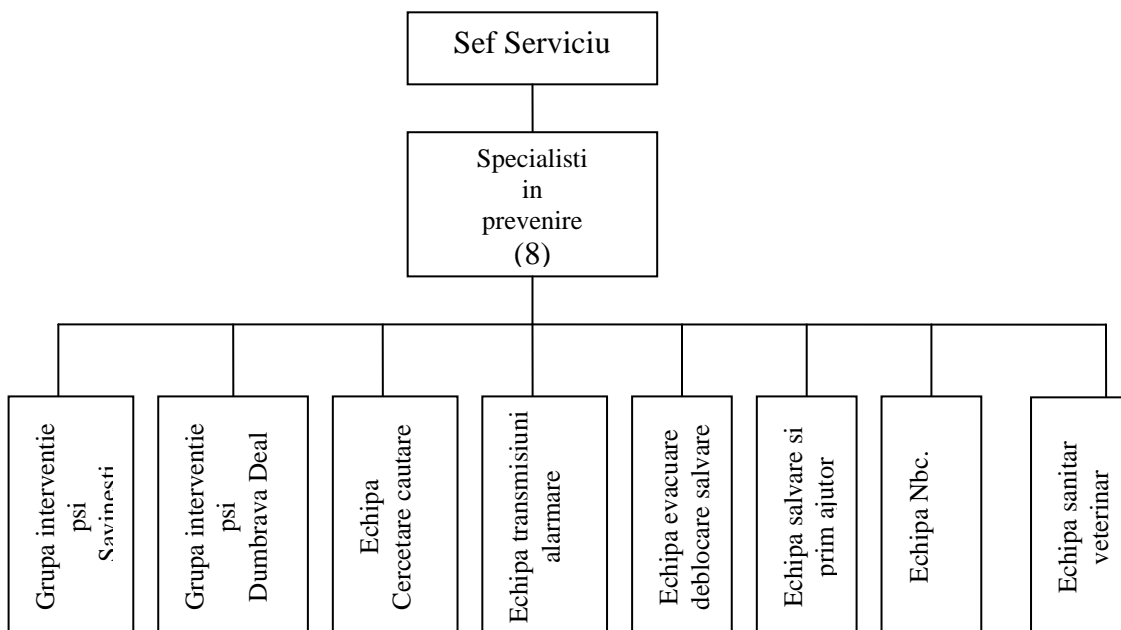 Sef Serviciu
Specialisti
in
prevenire
(8)
Grupa interventie
psi
Savinesti
Grupa interventie
psi
Dumbrava Deal
Echipa
Cercetare cautare
Echipa transmisiuni
alarmare
Echipa evacuare
deblocare salvare
Echipa salvare si
prim ajutor
Echipa Nbc.
Echipa sanitar
veterinar